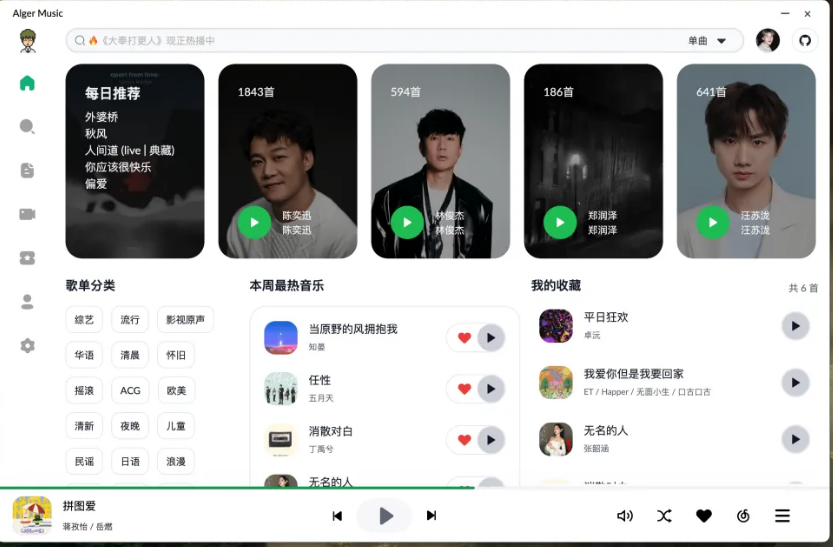 Alger Music
《大奉打更人》现正热播中
单曲
每日推荐
外婆桥
秋风
人间道 (live | 典藏)
你应该很快乐
偏爱
1843首
陈奕迅
陈奕迅
594首
林俊杰
林俊杰
186首
郑润泽
郑润泽
641首
汪苏泷
汪苏泷
歌单分类
综艺
流行
影视原声
华语
清晨
怀旧
摇滚
ACG
欧美
清新
夜晚
儿童
民谣
日语
浪漫
本周最热音乐
当原野的风拥抱我
知晏
任性
五月天
消散对白
丁禹兮
无名的人
我的收藏
共 6 首
平日狂欢
卓沅
我爱你但是我要回家
ET / Happer / 无面小生 / 口古口古
无名的人
张韶涵
拼图爱
蒋孜怡 / 岳燃